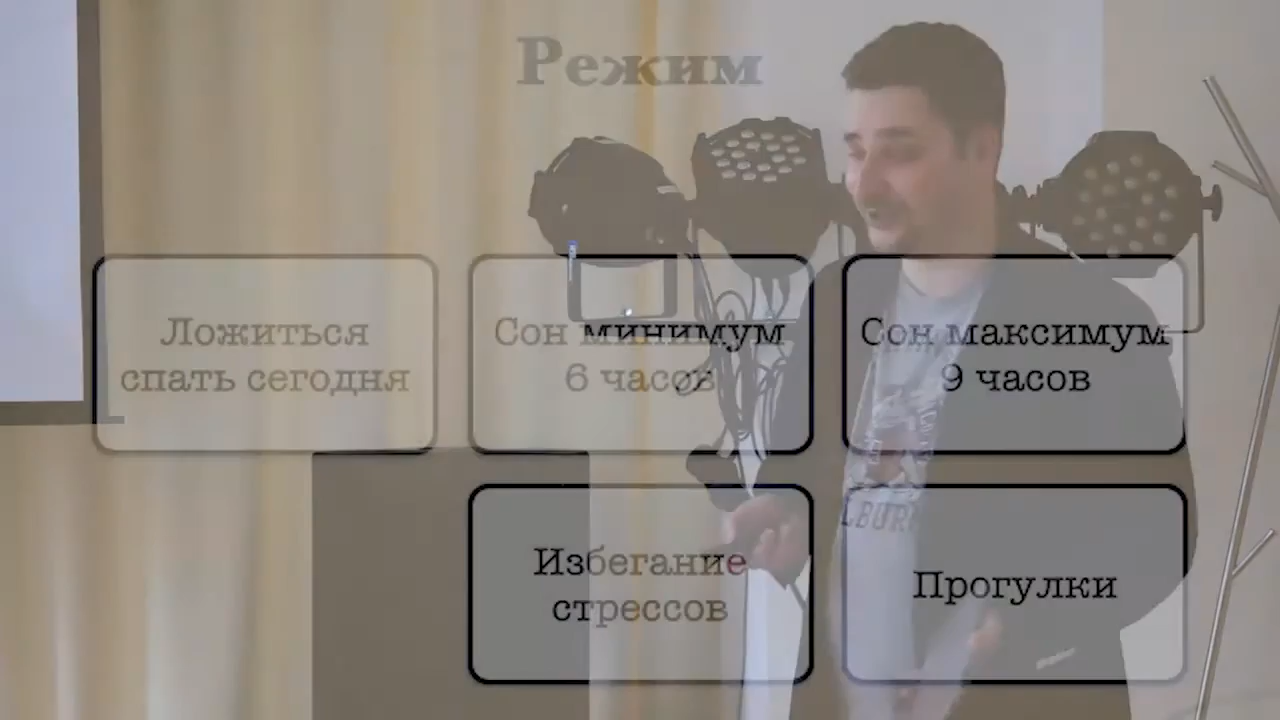 Режим
Ложиться
спать сегодня
Сон минимум
6 часов
Сон максимум
9 часов
Избегание
стрессов
Прогулки